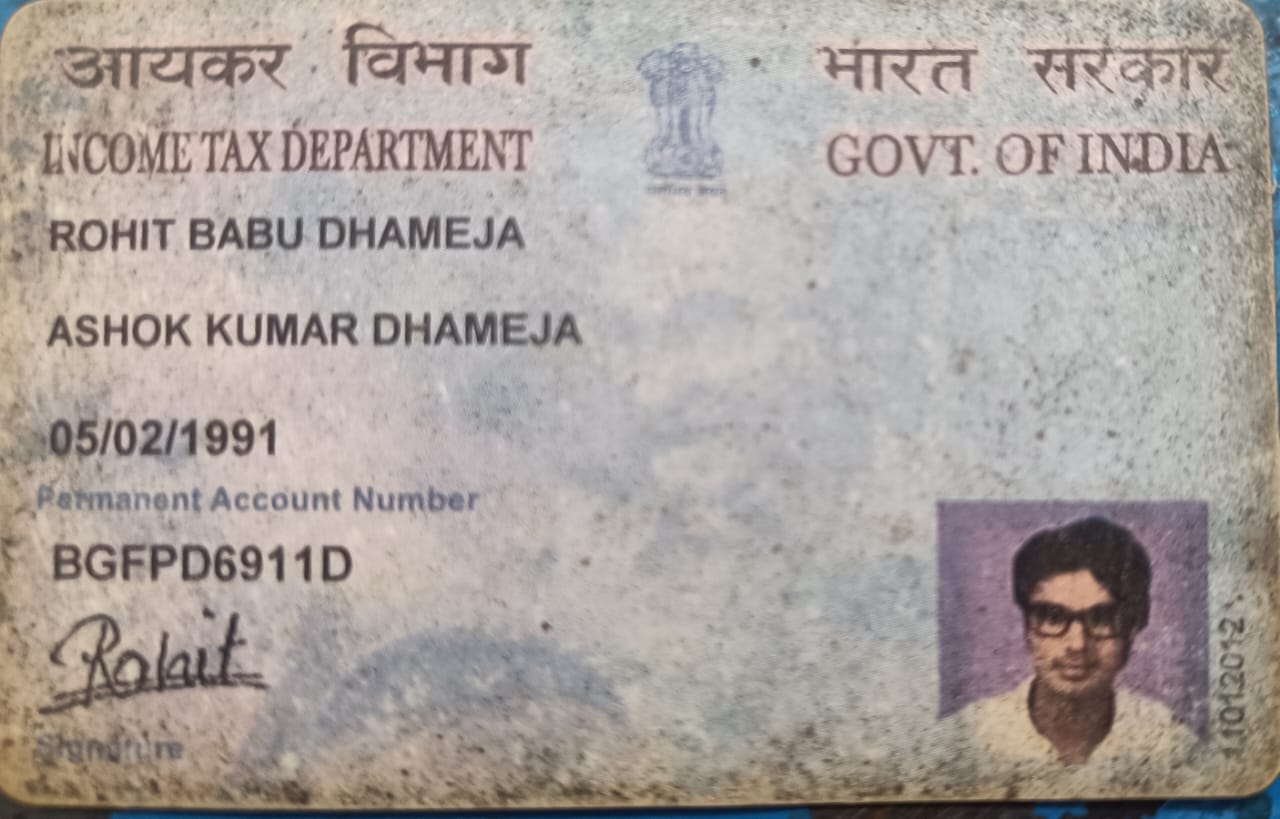 आयकर विभाग
भारत सरकार
INCOME TAX DEPARTMENT
GOVT. OF INDIA
ROHIT BABU DHAMEJA
ASHOK KUMAR DHAMEJA
05/02/1991
Permanent Account Number
BGFPD6911D
Rohit
Signature